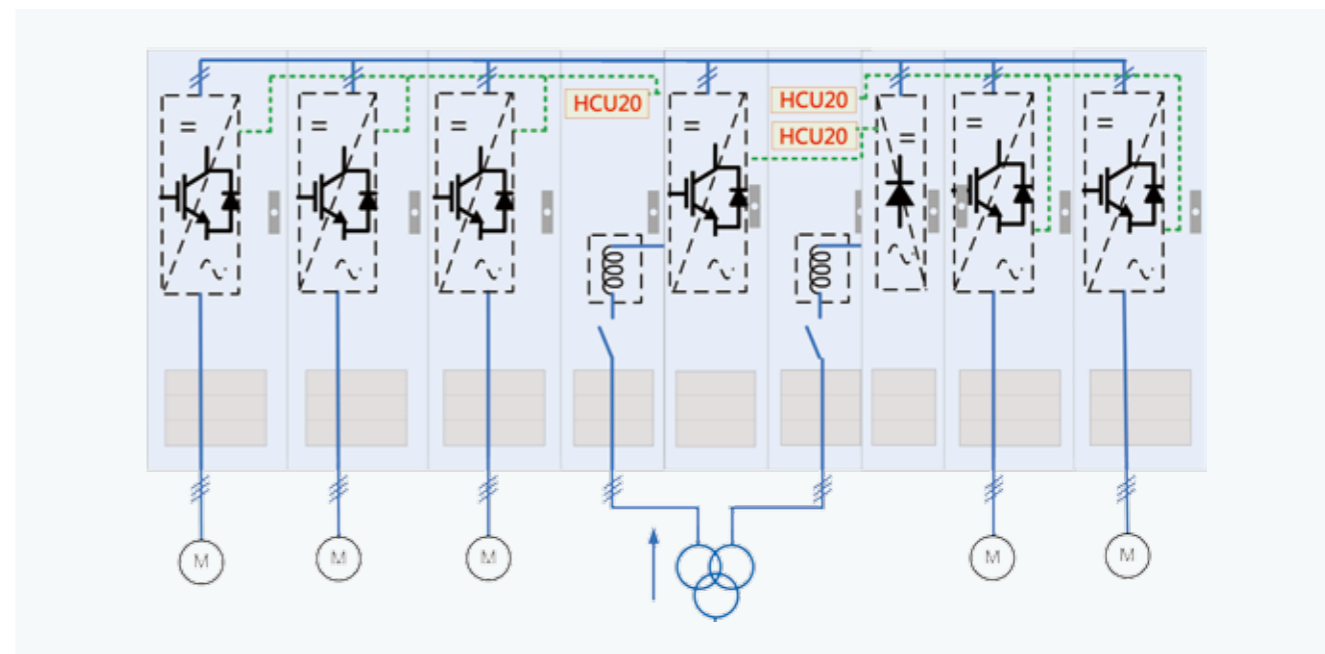 HCU20
HCU20
HCU20
=
=
=
=
=
=
=
~
~
~
~
~
~
~
M
M
M
M
M